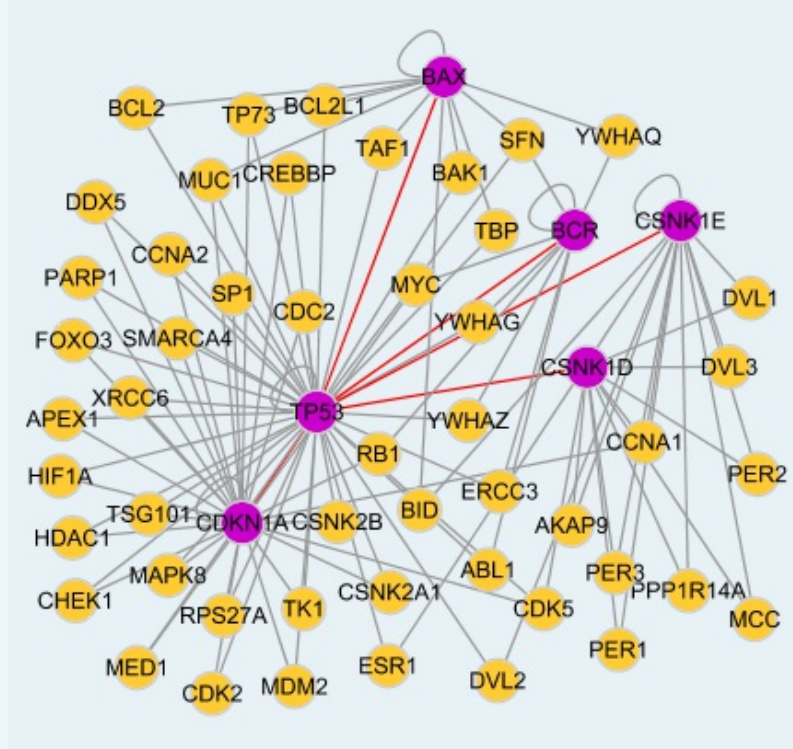 BAX
BCL2
TP73
BCL2L1
TAF1
SFN
YWHAQ
MUC1
CREBBP
BAK1
DDX5
TBP
BCR
CSNK1E
CCNA2
PARP1
SP1
MYC
DVL1
CDC2
YWHAG
FOXO3
SMARCA4
CSNK1D
DVL3
XRCC6
APEX1
TP53
YWHAZ
CCNA1
RB1
HIF1A
PER2
ERCC3
TSG101
CDKN1A
CSNK2B
BID
AKAP9
HDAC1
MAPK8
ABL1
PER3
CHEK1
CSNK2A1
PPP1R14A
RPS27A
TK1
CDK5
MCC
MED1
CDK2
MDM2
ESR1
DVL2
PER1